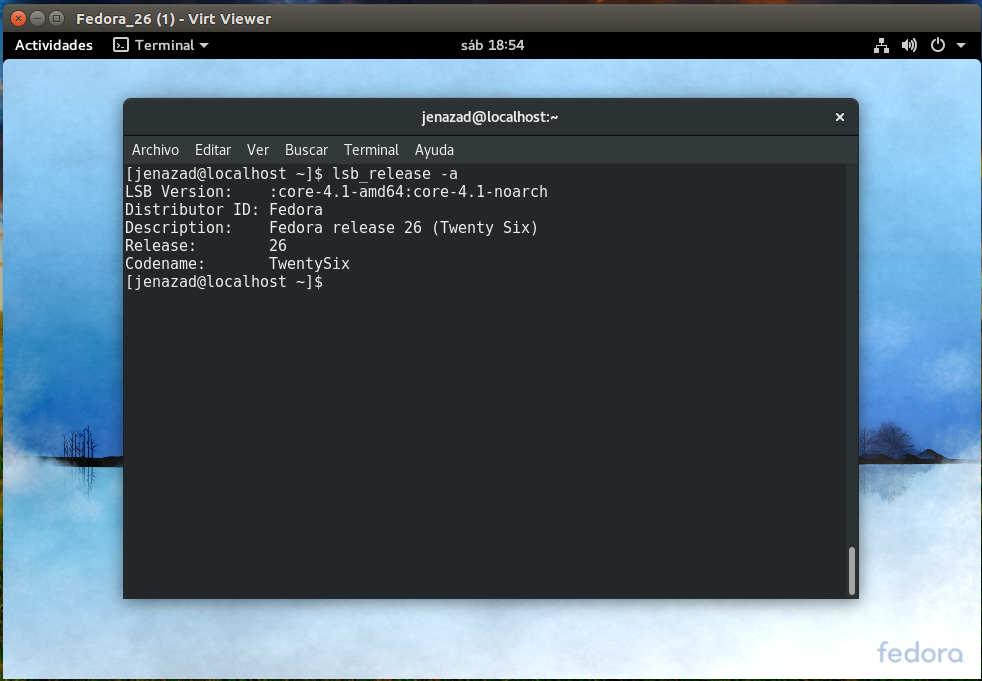 Fedora_26 (1) - Virt Viewer
Actividades Terminal sáb 18:54
jenazad@localhost:~
Archivo Editar Ver Buscar Terminal Ayuda
[jenazad@localhost ~]$ lsb_release -a
LSB Version:    :core-4.1-amd64:core-4.1-noarch
Distributor ID: Fedora
Description:    Fedora release 26 (Twenty Six)
Release:        26
Codename:       TwentySix
[jenazad@localhost ~]$
fedora